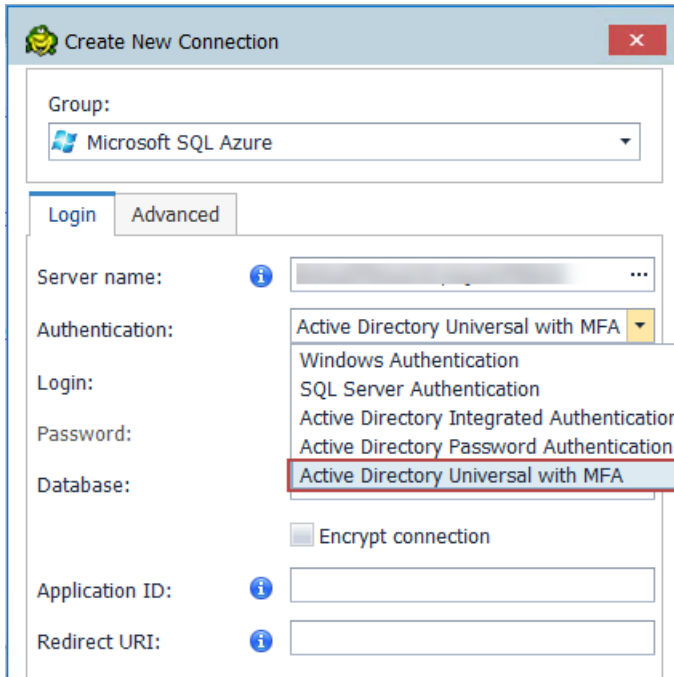 Create New Connection
Group:
Microsoft SQL Azure
Login Advanced
Server name:
Authentication: Active Directory Universal with MFA
Windows Authentication
Login:
SQL Server Authentication
Active Directory Integrated Authentication
Password:
Active Directory Password Authentication
Database:
Active Directory Universal with MFA
Encrypt connection
Application ID:
Redirect URI: